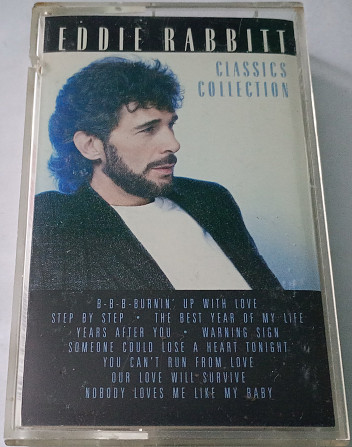 EDDIE RABBITT
CLASSICS
COLLECTION
B-B-B-BURNIN' UP WITH LOVE
STEP BY STEP • THE BEST YEAR OF MY LIFE
YEARS AFTER YOU • WARNING SIGN
SOMEONE COULD LOSE A HEART TONIGHT
YOU CAN'T RUN FROM LOVE
OUR LOVE WILL SURVIVE
NOBODY LOVES ME LIKE MY BABY